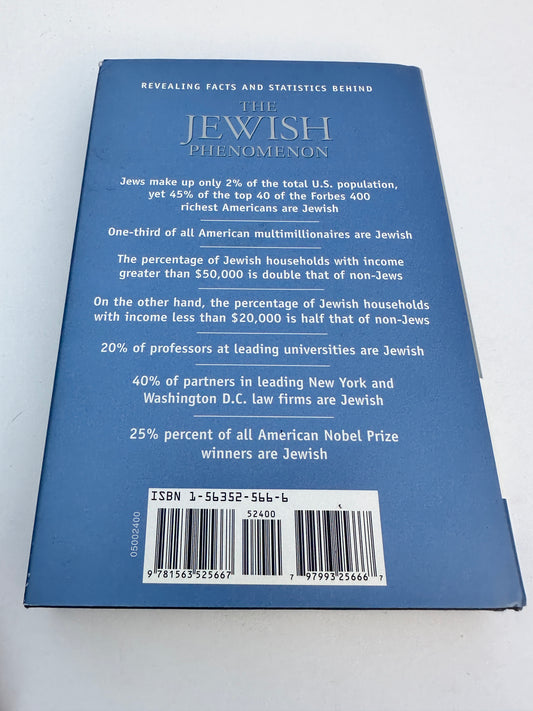 REVEALING FACTS AND STATISTICS BEHIND
THE
JEWISH
PHENOMENON
Jews make up only 2% of the total U.S. population,
yet 45% of the top 40 of the Forbes 400
richest Americans are Jewish
One-third of all American multimillionaires are Jewish
The percentage of Jewish households with income
greater than $50,000 is double that of non-Jews
On the other hand, the percentage of Jewish households
with income less than $20,000 is half that of non-Jews
20% of professors at leading universities are Jewish
40% of partners in leading New York and
Washington D.C. law firms are Jewish
25% percent of all American Nobel Prize
winners are Jewish
ISBN 1-56352-566-6
52400
05002400
9 781563 525667
7 97993 25666 7